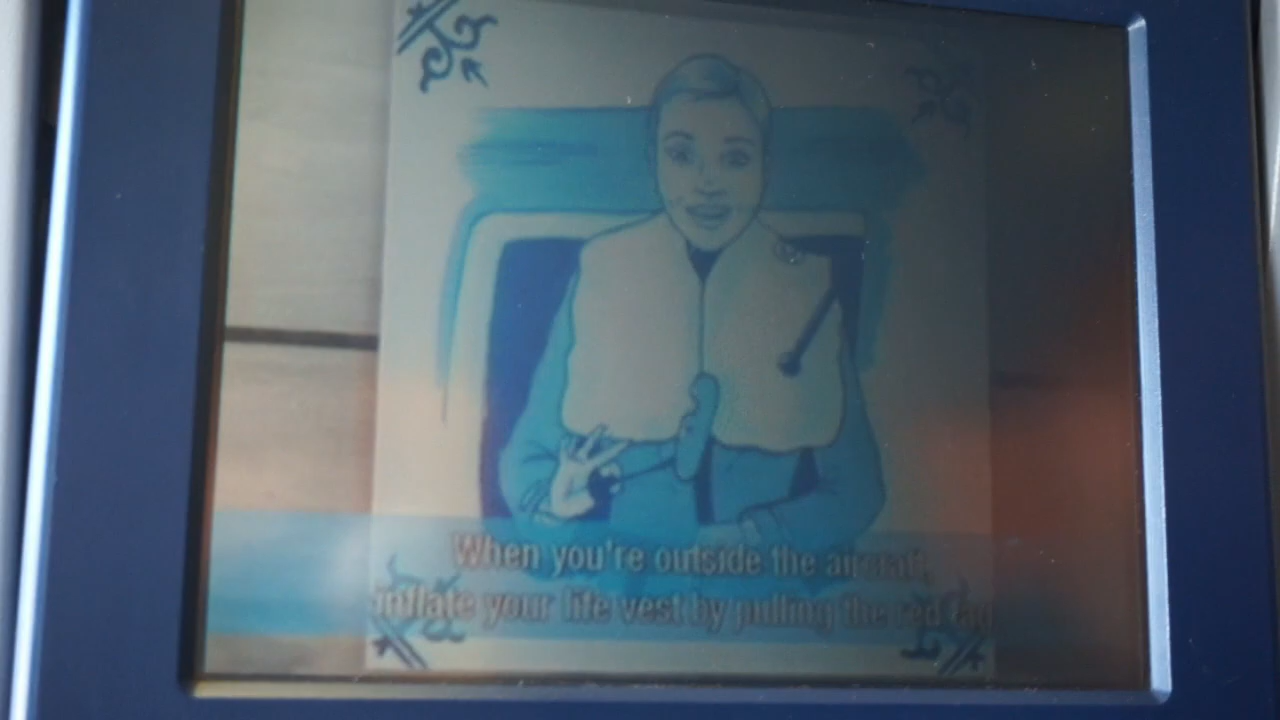 When you're outside the aircraft,
inflate your life vest by pulling the red